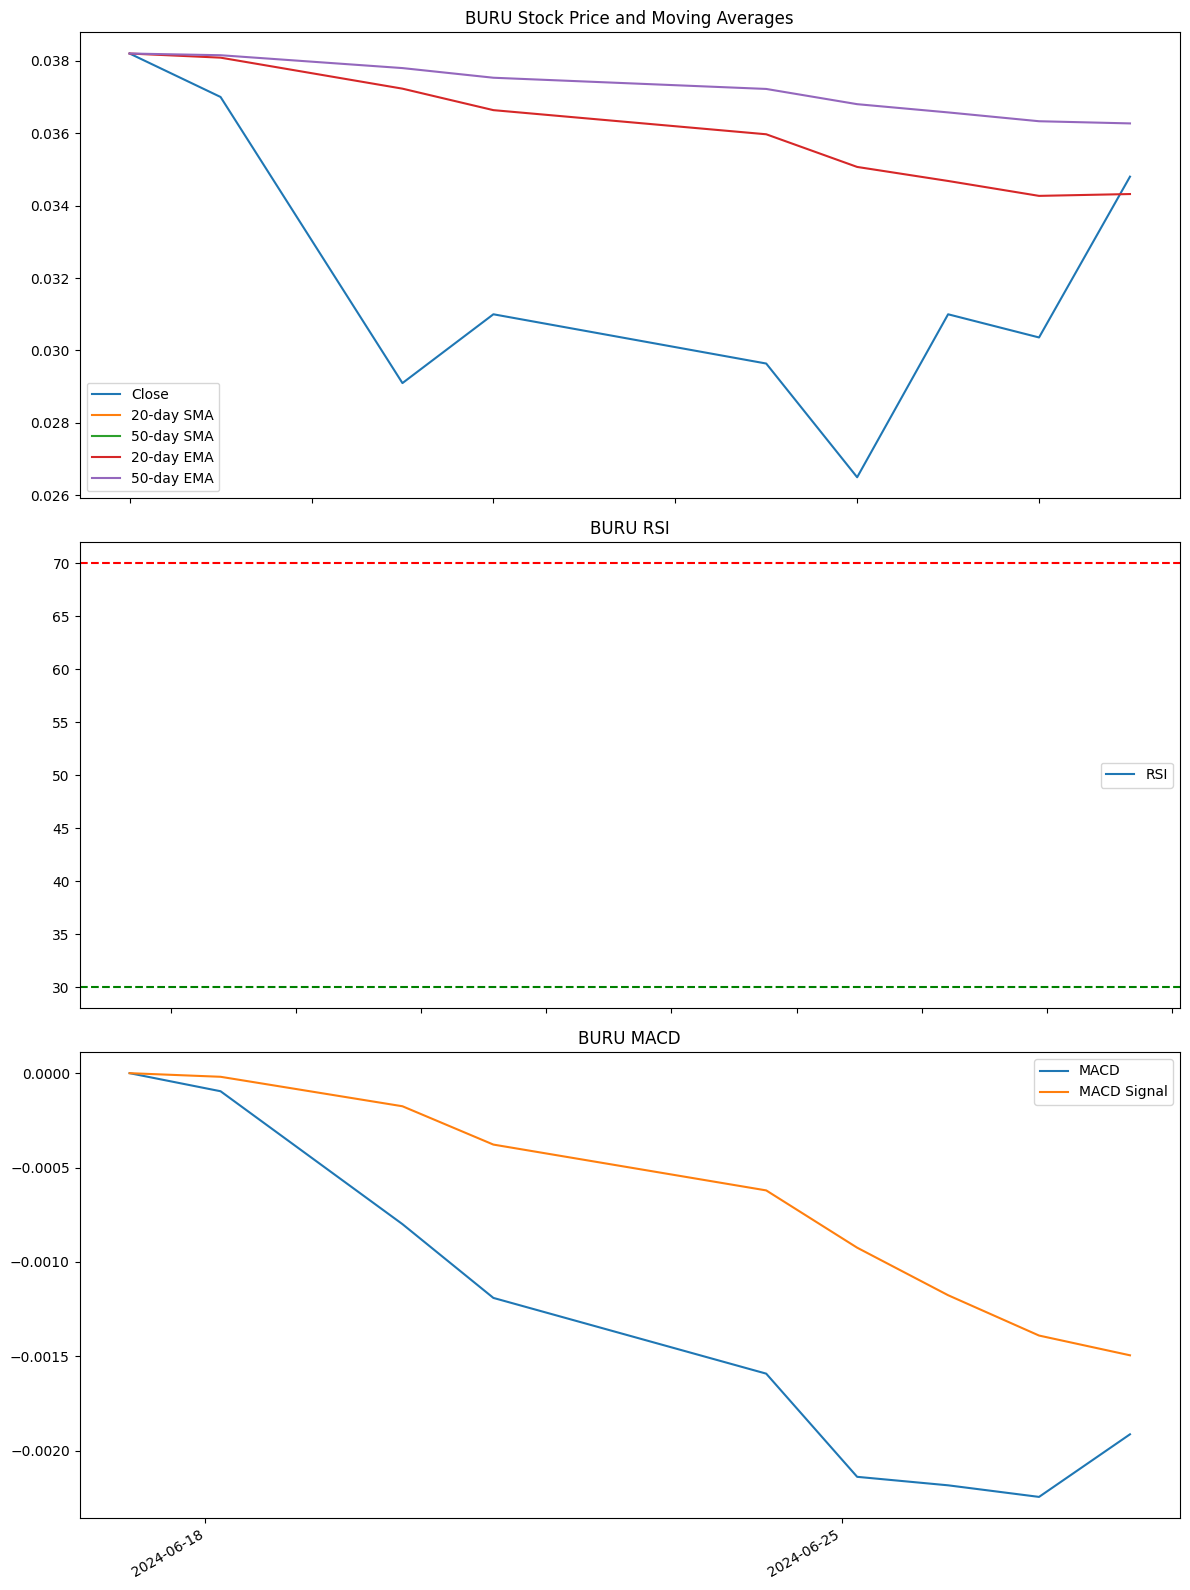 BURU Stock Price and Moving Averages
0.038
0.036
0.034
0.032
0.030
0.028
0.026
Close
20-day SMA
50-day SMA
20-day EMA
50-day EMA
BURU RSI
70
65
60
55
50
45
40
35
30
RSI
BURU MACD
0.0000
−0.0005
−0.0010
−0.0015
−0.0020
MACD
MACD Signal
2024-06-18
2024-06-25